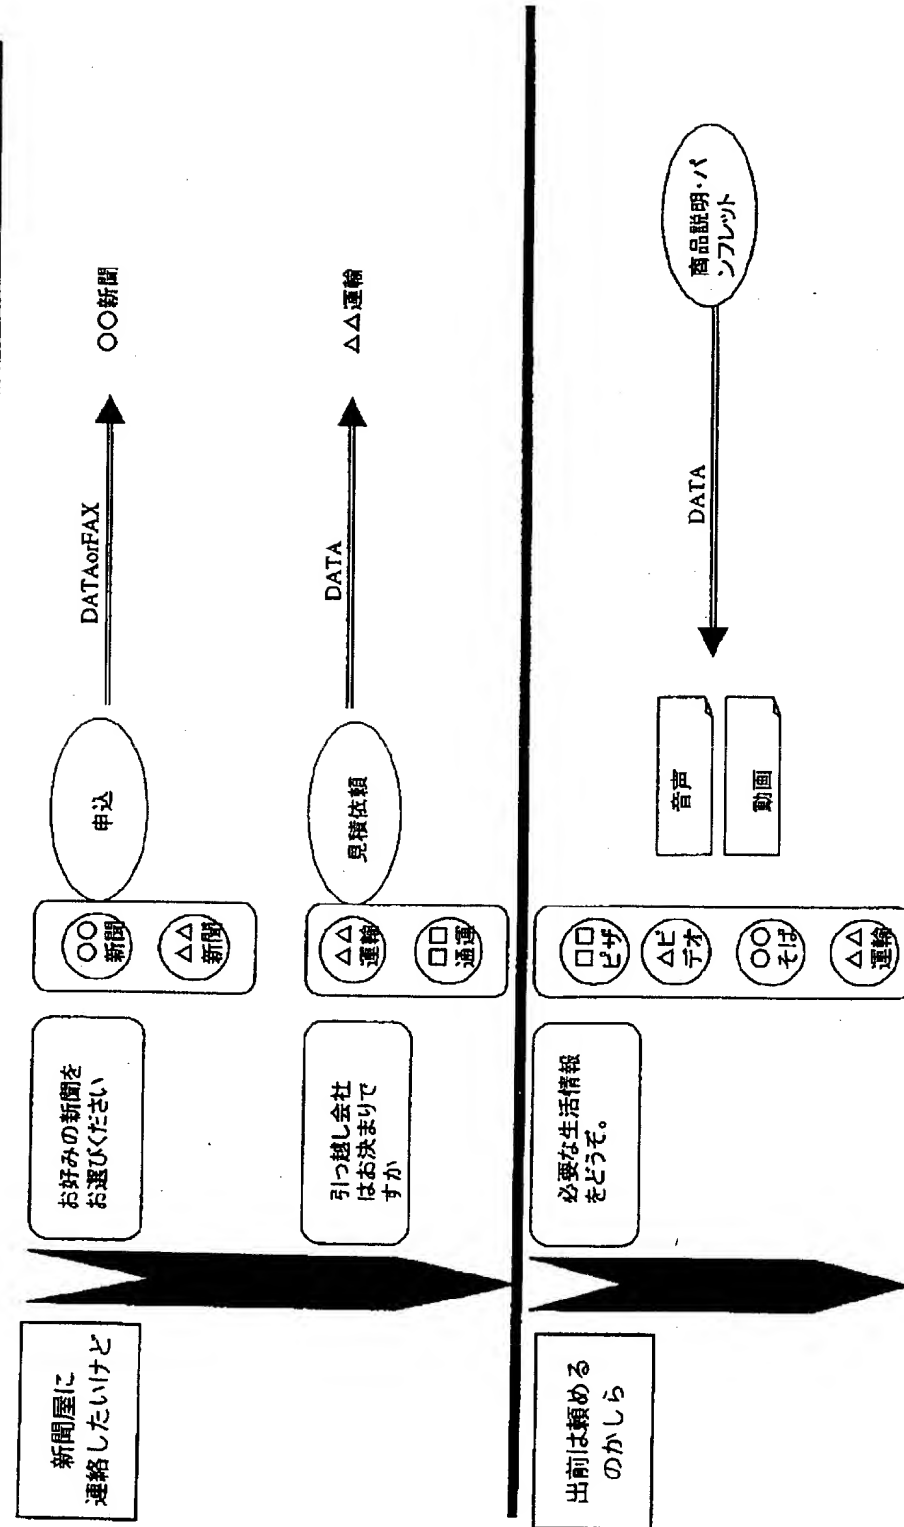 新聞屋に
連絡したいけど
お好みの新聞を
お選びください
〇〇
新聞
△△
新聞
申込
DATAorFAX
〇〇新聞
引っ越し会社
はお決まりで
すか
△△
運輸
□□
通運
見積依頼
DATA
△△運輸
出前は頼める
のかしら
必要な生活情報
をどうぞ。
□□
ピザ
△ビ
デオ
〇〇
そば
△△
運輸
音声
動画
DATA
商品説明・パ
ンフレット